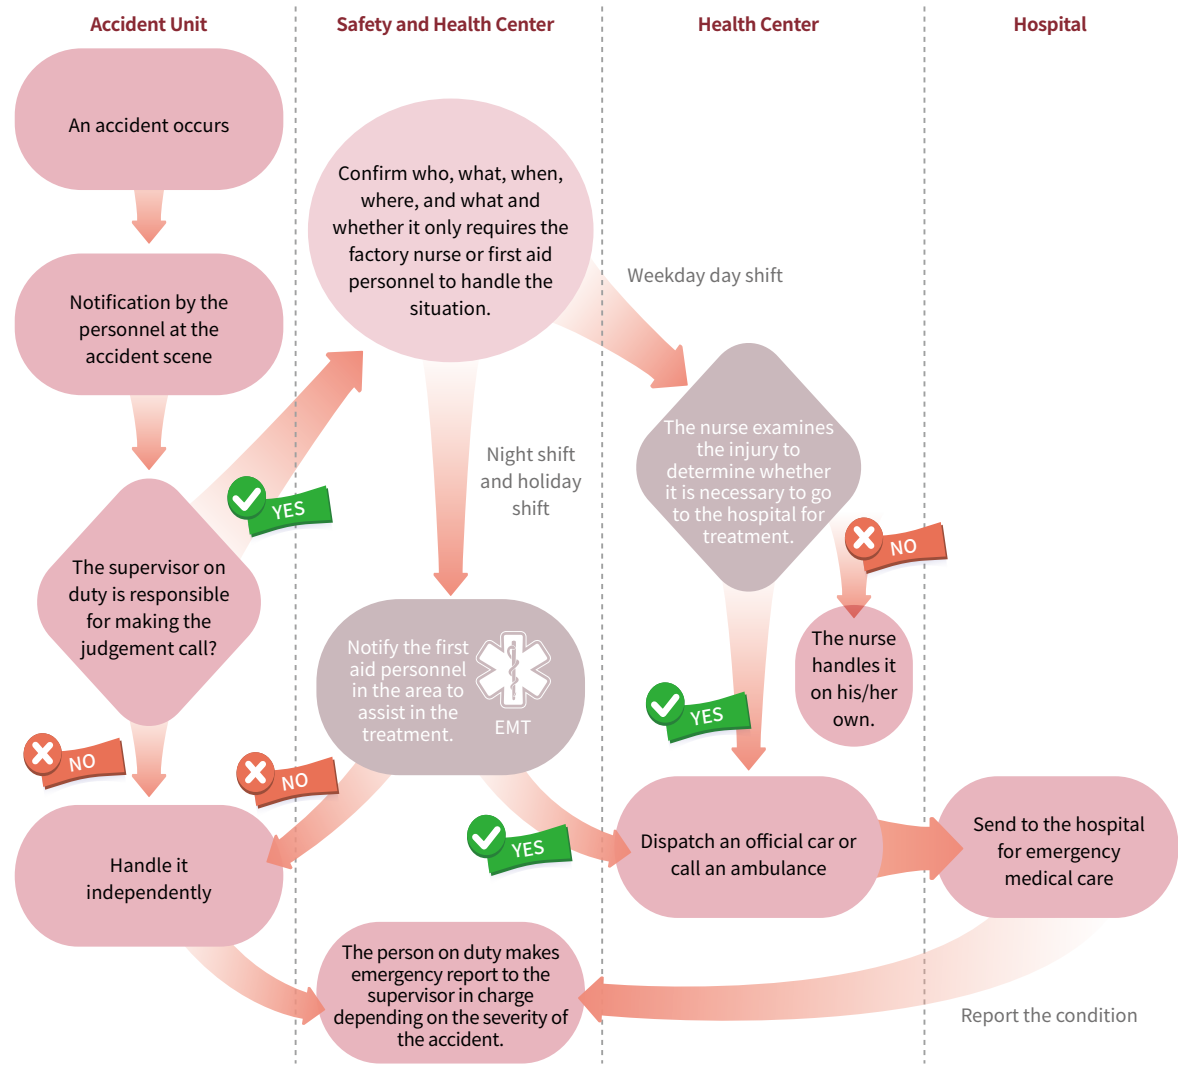 Accident Unit
Safety and Health Center
Health Center
Hospital
An accident occurs
Notification by the
personnel at the
accident scene
The supervisor on
duty is responsible
for making the
judgement call?
YES
NO
Handle it
independently
Confirm who, what, when,
where, and what and
whether it only requires the
factory nurse or first aid
personnel to handle the
situation.
Weekday day shift
Night shift
and holiday
shift
Notify the first
aid personnel
in the area to
assist in the
treatment.
EMT
NO
YES
The nurse examines
the injury to
determine whether
it is necessary to go
to the hospital for
treatment.
NO
The nurse
handles it
on his/her
own.
YES
Dispatch an official car or
call an ambulance
Send to the hospital
for emergency
medical care
The person on duty makes
emergency report to the
supervisor in charge
depending on the severity of
the accident.
Report the condition